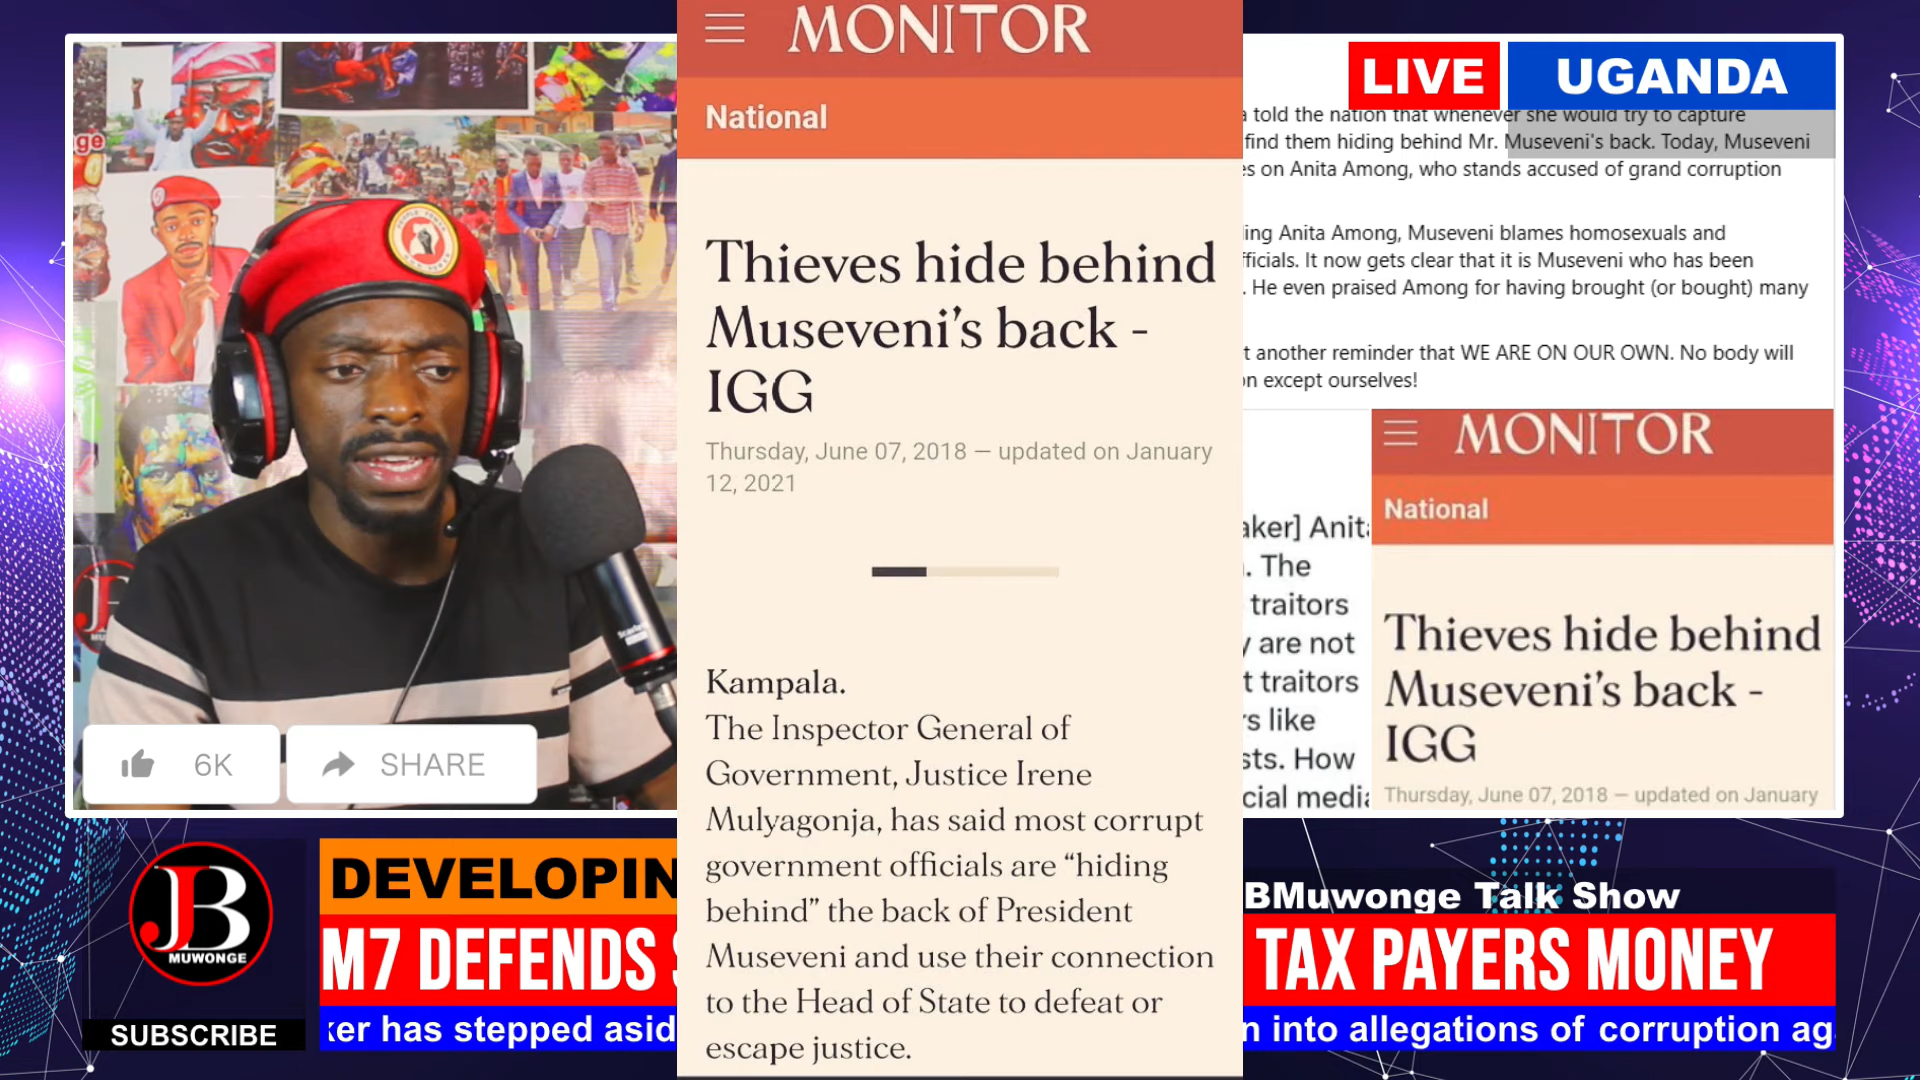 MONITOR
National
Thieves hide behind
Museveni's back -
IGG
Thursday, June 07, 2018 — updated on January
12, 2021
Kampala.
The Inspector General of
Government, Justice Irene
Mulyagonja, has said most corrupt
government officials are “hiding
behind” the back of President
Museveni and use their connection
to the Head of State to defeat or
escape justice.
LIVE
UGANDA
told the nation that whenever she would try to capture
find them hiding behind Mr. Museveni's back. Today, Museveni
on Anita Among, who stands accused of grand corruption
ing Anita Among, Museveni blames homosexuals and
fficials. It now gets clear that it is Museveni who has been
. He even praised Among for having brought (or bought) many
t another reminder that WE ARE ON OUR OWN. No body will
n except ourselves!
aker] Anit
. The
traitors
y are not
t traitors
's like
sts. How
cial media
MONITOR
National
Thieves hide behind
Museveni's back -
IGG
Thursday, June 07, 2018 — updated on January
ge
6K
SHARE
JB
MUWONGE
SUBSCRIBE
DEVELOPIN
BMuwonge Talk Show
M7 DEFENDS
TAX PAYERS MONEY
ker has stepped asid
n into allegations of corruption ag